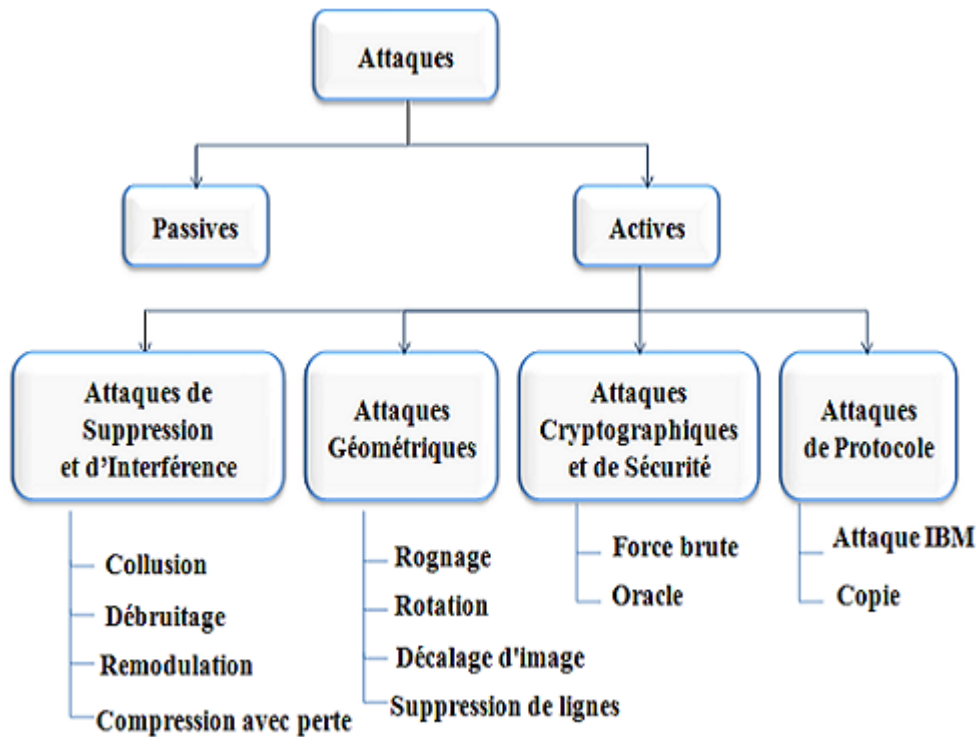 Attaques
Passives
Actives
Attaques de
Suppression
et d'Interférence
Attaques
Géométriques
Attaques
Cryptographiques
et de Sécurité
Attaques
de Protocole
Collusion
Débruitage
Remodulation
Compression avec perte
Rognage
Rotation
Décalage d'image
Suppression de lignes
Force brute
Oracle
Attaque IBM
Copie